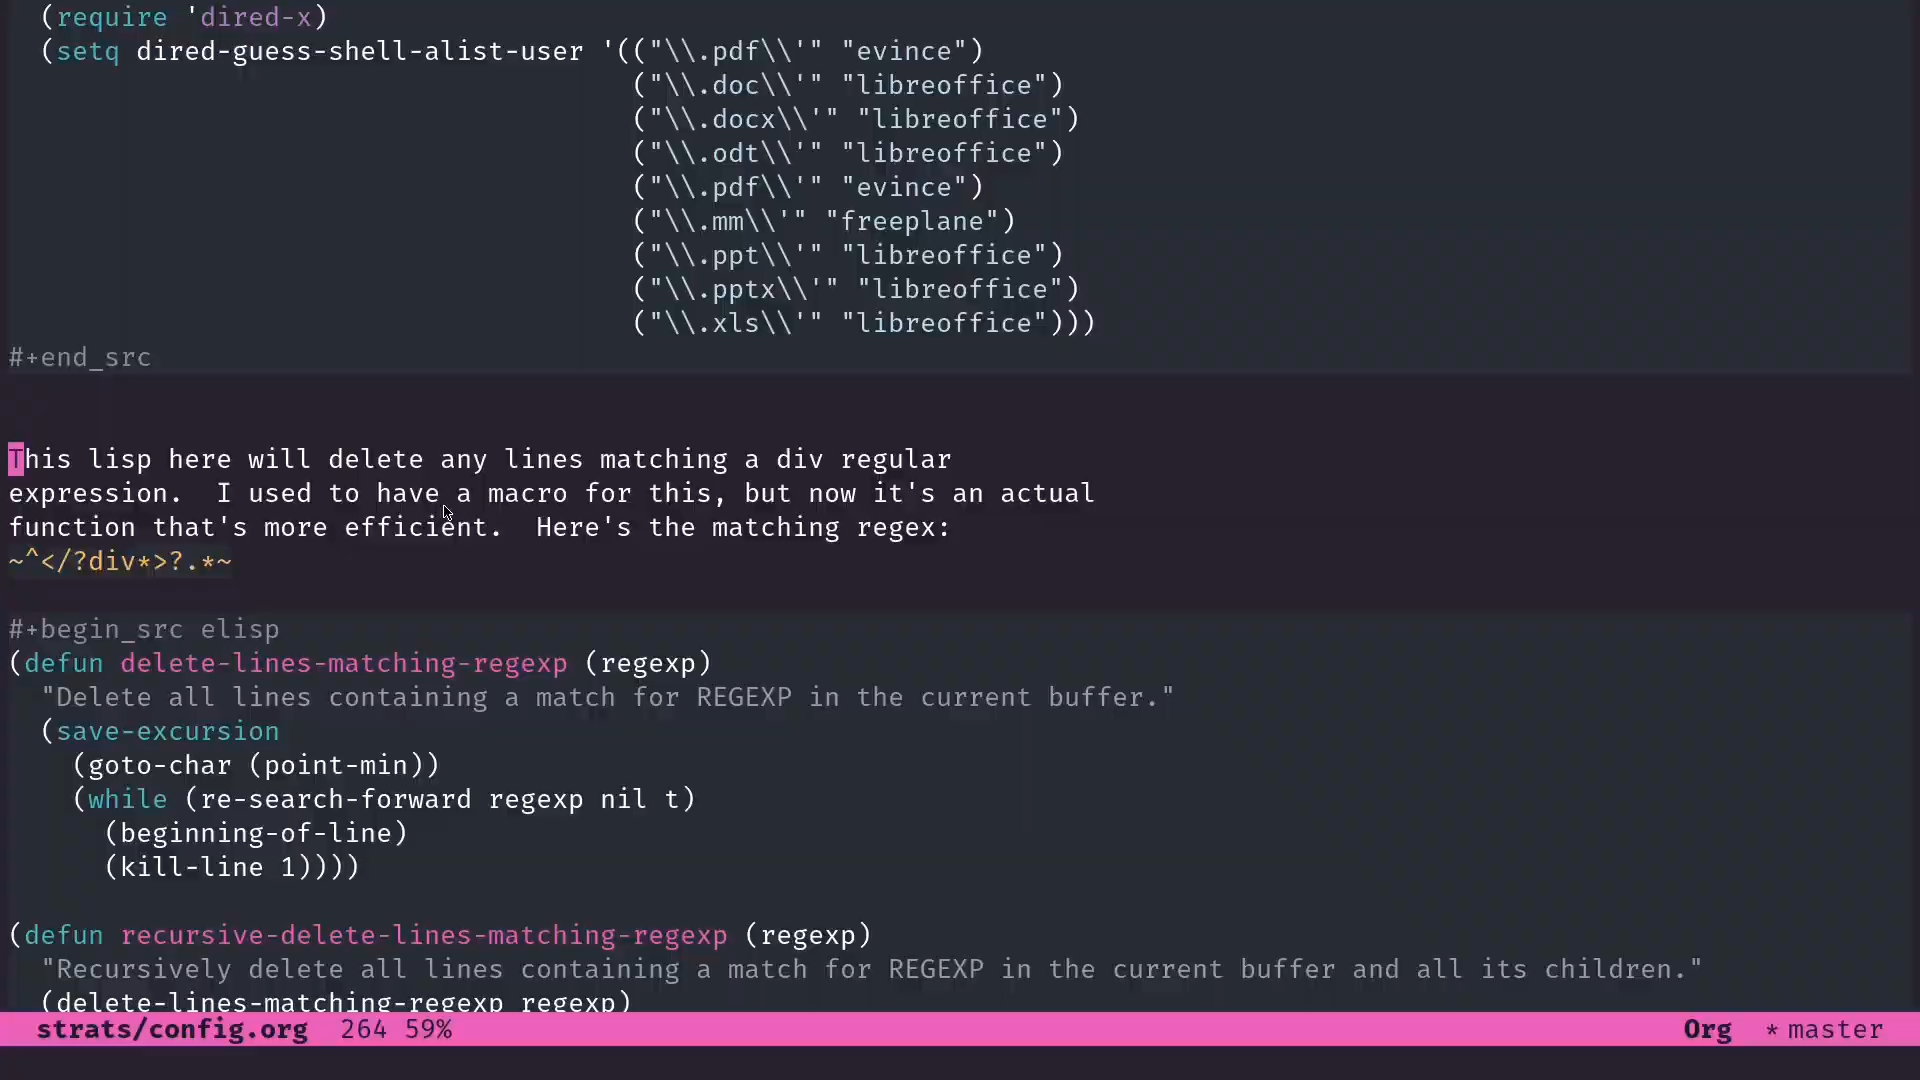 (require 'dired-x)
(setq dired-guess-shell-alist-user '(("\\.pdf\\'" "evince")
("\\.doc\\'" "libreoffice")
("\\.docx\\'" "libreoffice")
("\\.odt\\'" "libreoffice")
("\\.pdf\\'" "evince")
("\\.mm\\'" "freeplane")
("\\.ppt\\'" "libreoffice")
("\\.pptx\\'" "libreoffice")
("\\.xls\\'" "libreoffice")))
#+end_src
This lisp here will delete any lines matching a div regular
expression.  I used to have a macro for this, but now it's an actual
function that's more efficient.  Here's the matching regex:
~^</?div*>?.*~
#+begin_src elisp
(defun delete-lines-matching-regexp (regexp)
"Delete all lines containing a match for REGEXP in the current buffer."
(save-excursion
(goto-char (point-min))
(while (re-search-forward regexp nil t)
(beginning-of-line)
(kill-line 1))))
(defun recursive-delete-lines-matching-regexp (regexp)
"Recursively delete all lines containing a match for REGEXP in the current buffer and all its children."
(delete-lines-matching-regexp regexp)
strats/config.org  264 59%  Org  * master